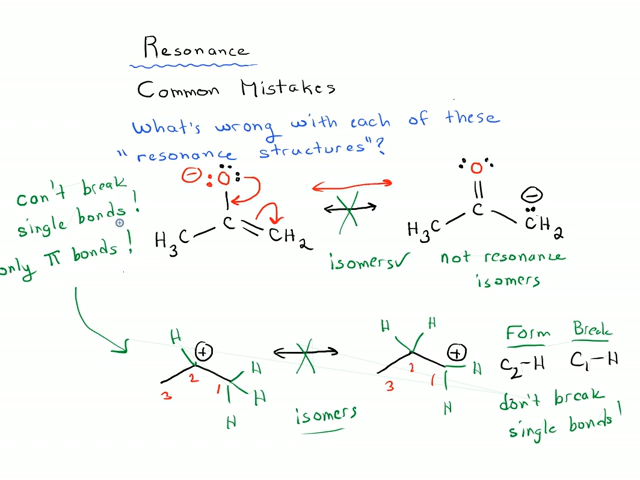 Resonance
Common Mistakes
What's wrong with each of these
"resonance structures"?
can't break
single bonds!
only π bonds!
⊖ :Ö:
C
H3C CH2
isomers✓
:O:
C
H3C CH2
⊖
not resonance
isomers
H ⊕ H
3 2 1 H
H
isomers
H H ⊕ H
3 2 1
H
Form Break
C2-H C1-H
don't break
single bonds!